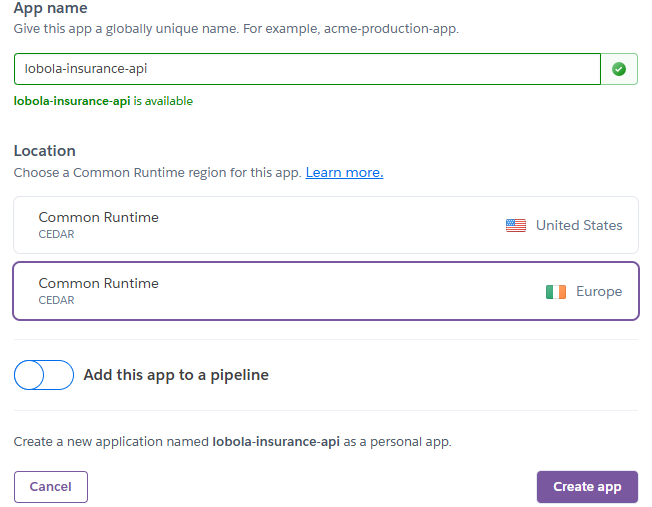 App name
Give this app a globally unique name. For example, acme-production-app.
lobola-insurance-api
lobola-insurance-api is available
Location
Choose a Common Runtime region for this app. Learn more.
Common Runtime
CEDAR
United States
Common Runtime
CEDAR
Europe
Add this app to a pipeline
Create a new application named lobola-insurance-api as a personal app.
Cancel
Create app